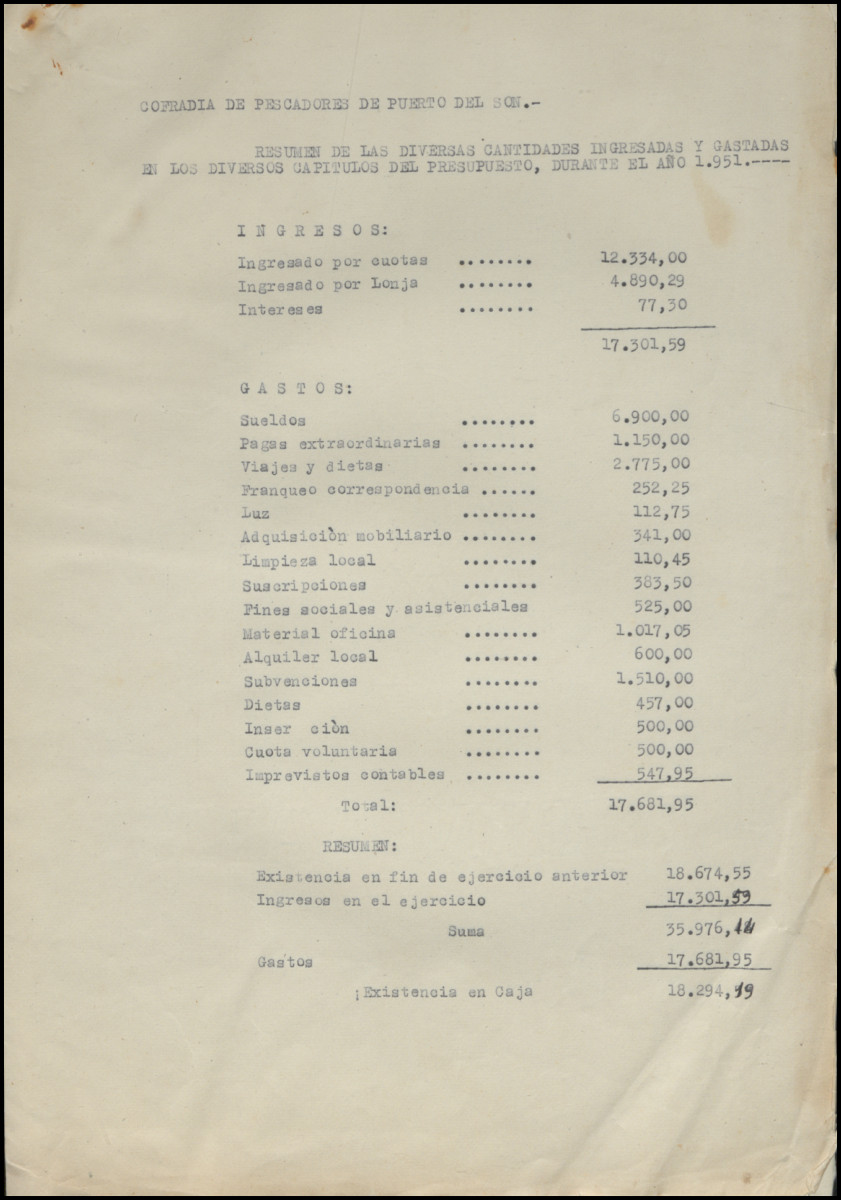 COFRADIA DE PESCADORES DE PUERTO DEL SON.-
RESUMEN DE LAS DIVERSAS CANTIDADES INGRESADAS Y GASTADAS
EN LOS DIVERSOS CAPITULOS DEL PRESUPUESTO, DURANTE EL AÑO 1.951.----
I N G R E S O S:
Ingresado por cuotas ........ 12.334,00
Ingresado por Lonja ........ 4.890,29
Intereses ........ 77,30
17.301,59
G A S T O S:
Sueldos ........ 6.900,00
Pagas extraordinarias ........ 1.150,00
Viajes y dietas ........ 2.775,00
Franqueo correspondencia ...... 252,25
Luz ........ 112,75
Adquisiciòn mobiliario ........ 341,00
Limpieza local ........ 110,45
Suscripciones ........ 383,50
Fines sociales y asistenciales 525,00
Material oficina ........ 1.017,05
Alquiler local ........ 600,00
Subvenciones ........ 1.510,00
Dietas ........ 457,00
Inser ciòn ........ 500,00
Cuota voluntaria ........ 500,00
Imprevistos contables ........ 547,95
Total: 17.681,95
RESUMEN:
Existencia en fin de ejercicio anterior 18.674,55
Ingresos en el ejercicio 17.301,59
Suma 35.976,14
Gastos 17.681,95
¡Existencia en Caja 18.294,19